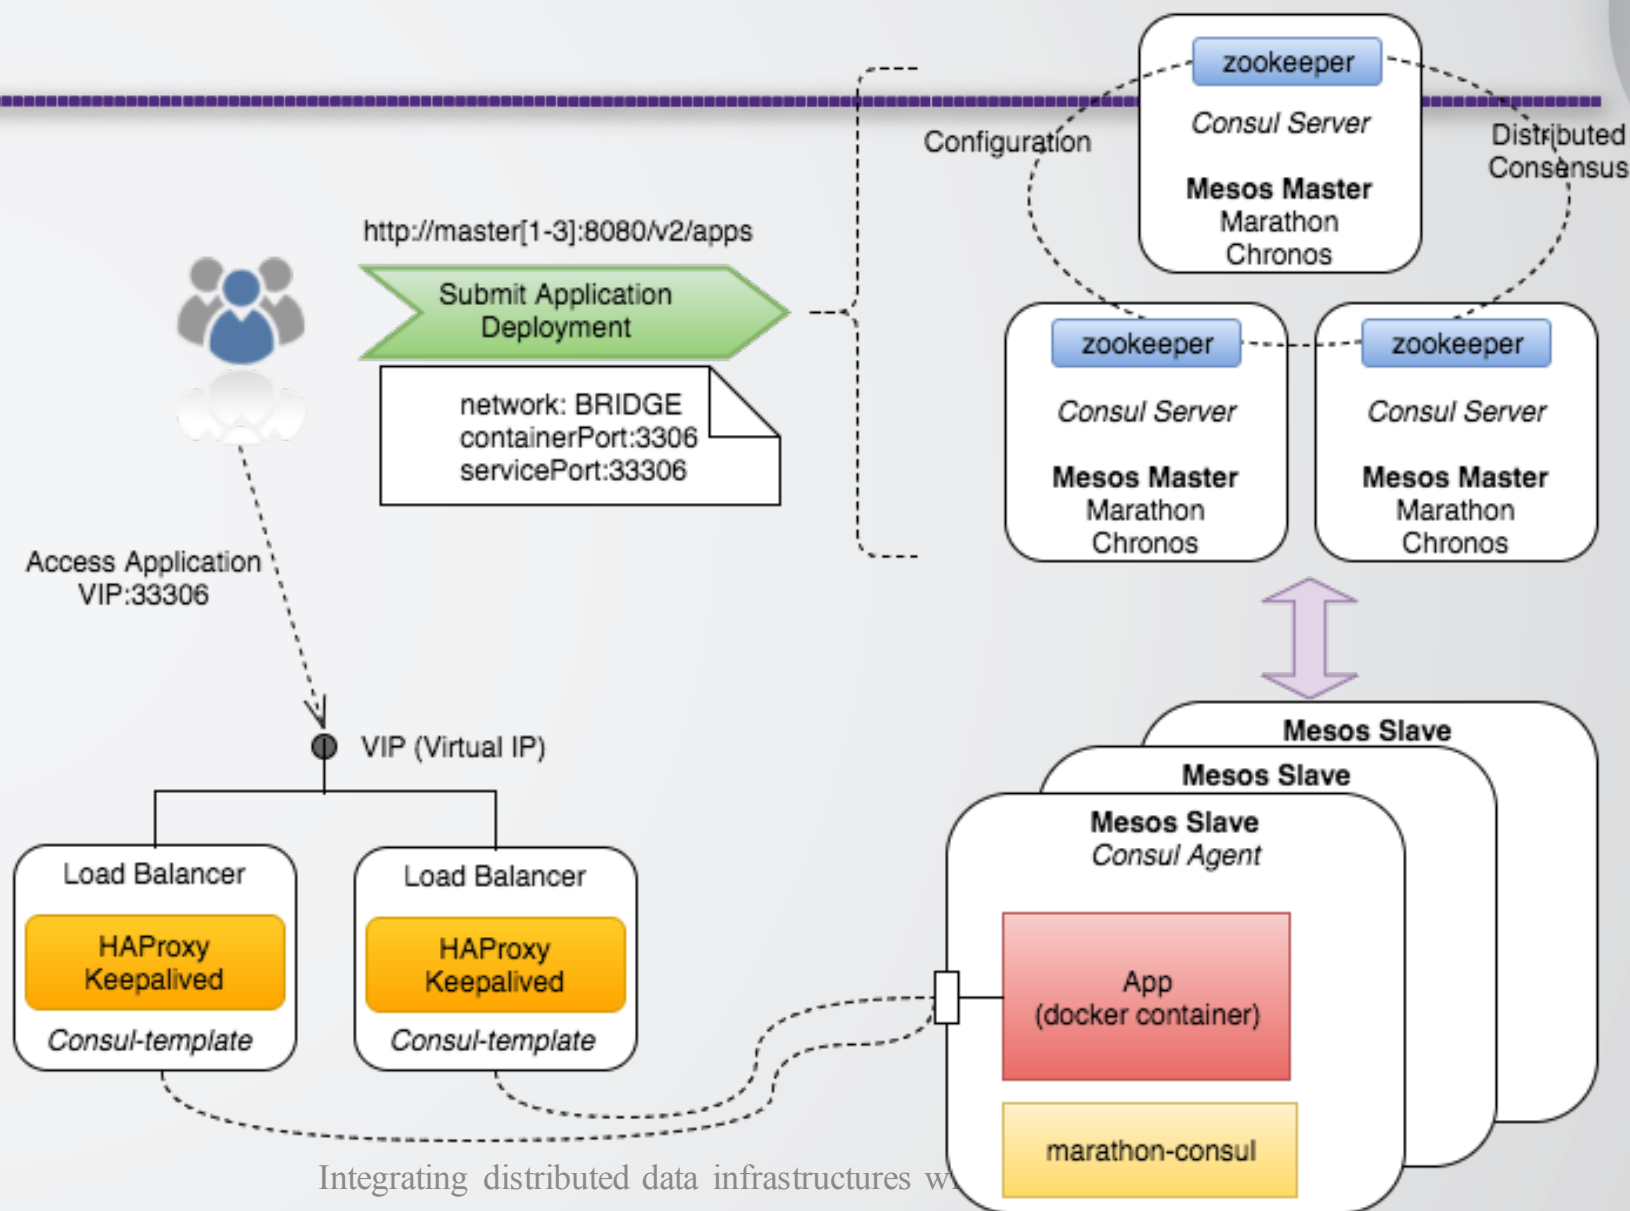 zookeeper
Consul Server
Mesos Master
Marathon
Chronos
Configuration
Distributed
Consensus
http://master[1-3]:8080/v2/apps
Submit Application
Deployment
network: BRIDGE
containerPort:3306
servicePort:33306
zookeeper
Consul Server
Mesos Master
Marathon
Chronos
zookeeper
Consul Server
Mesos Master
Marathon
Chronos
Access Application
VIP:33306
VIP (Virtual IP)
Load Balancer
HAProxy
Keepalived
Consul-template
Load Balancer
HAProxy
Keepalived
Consul-template
Mesos Slave
Mesos Slave
Mesos Slave
Consul Agent
App
(docker container)
marathon-consul
Integrating distributed data infrastructures